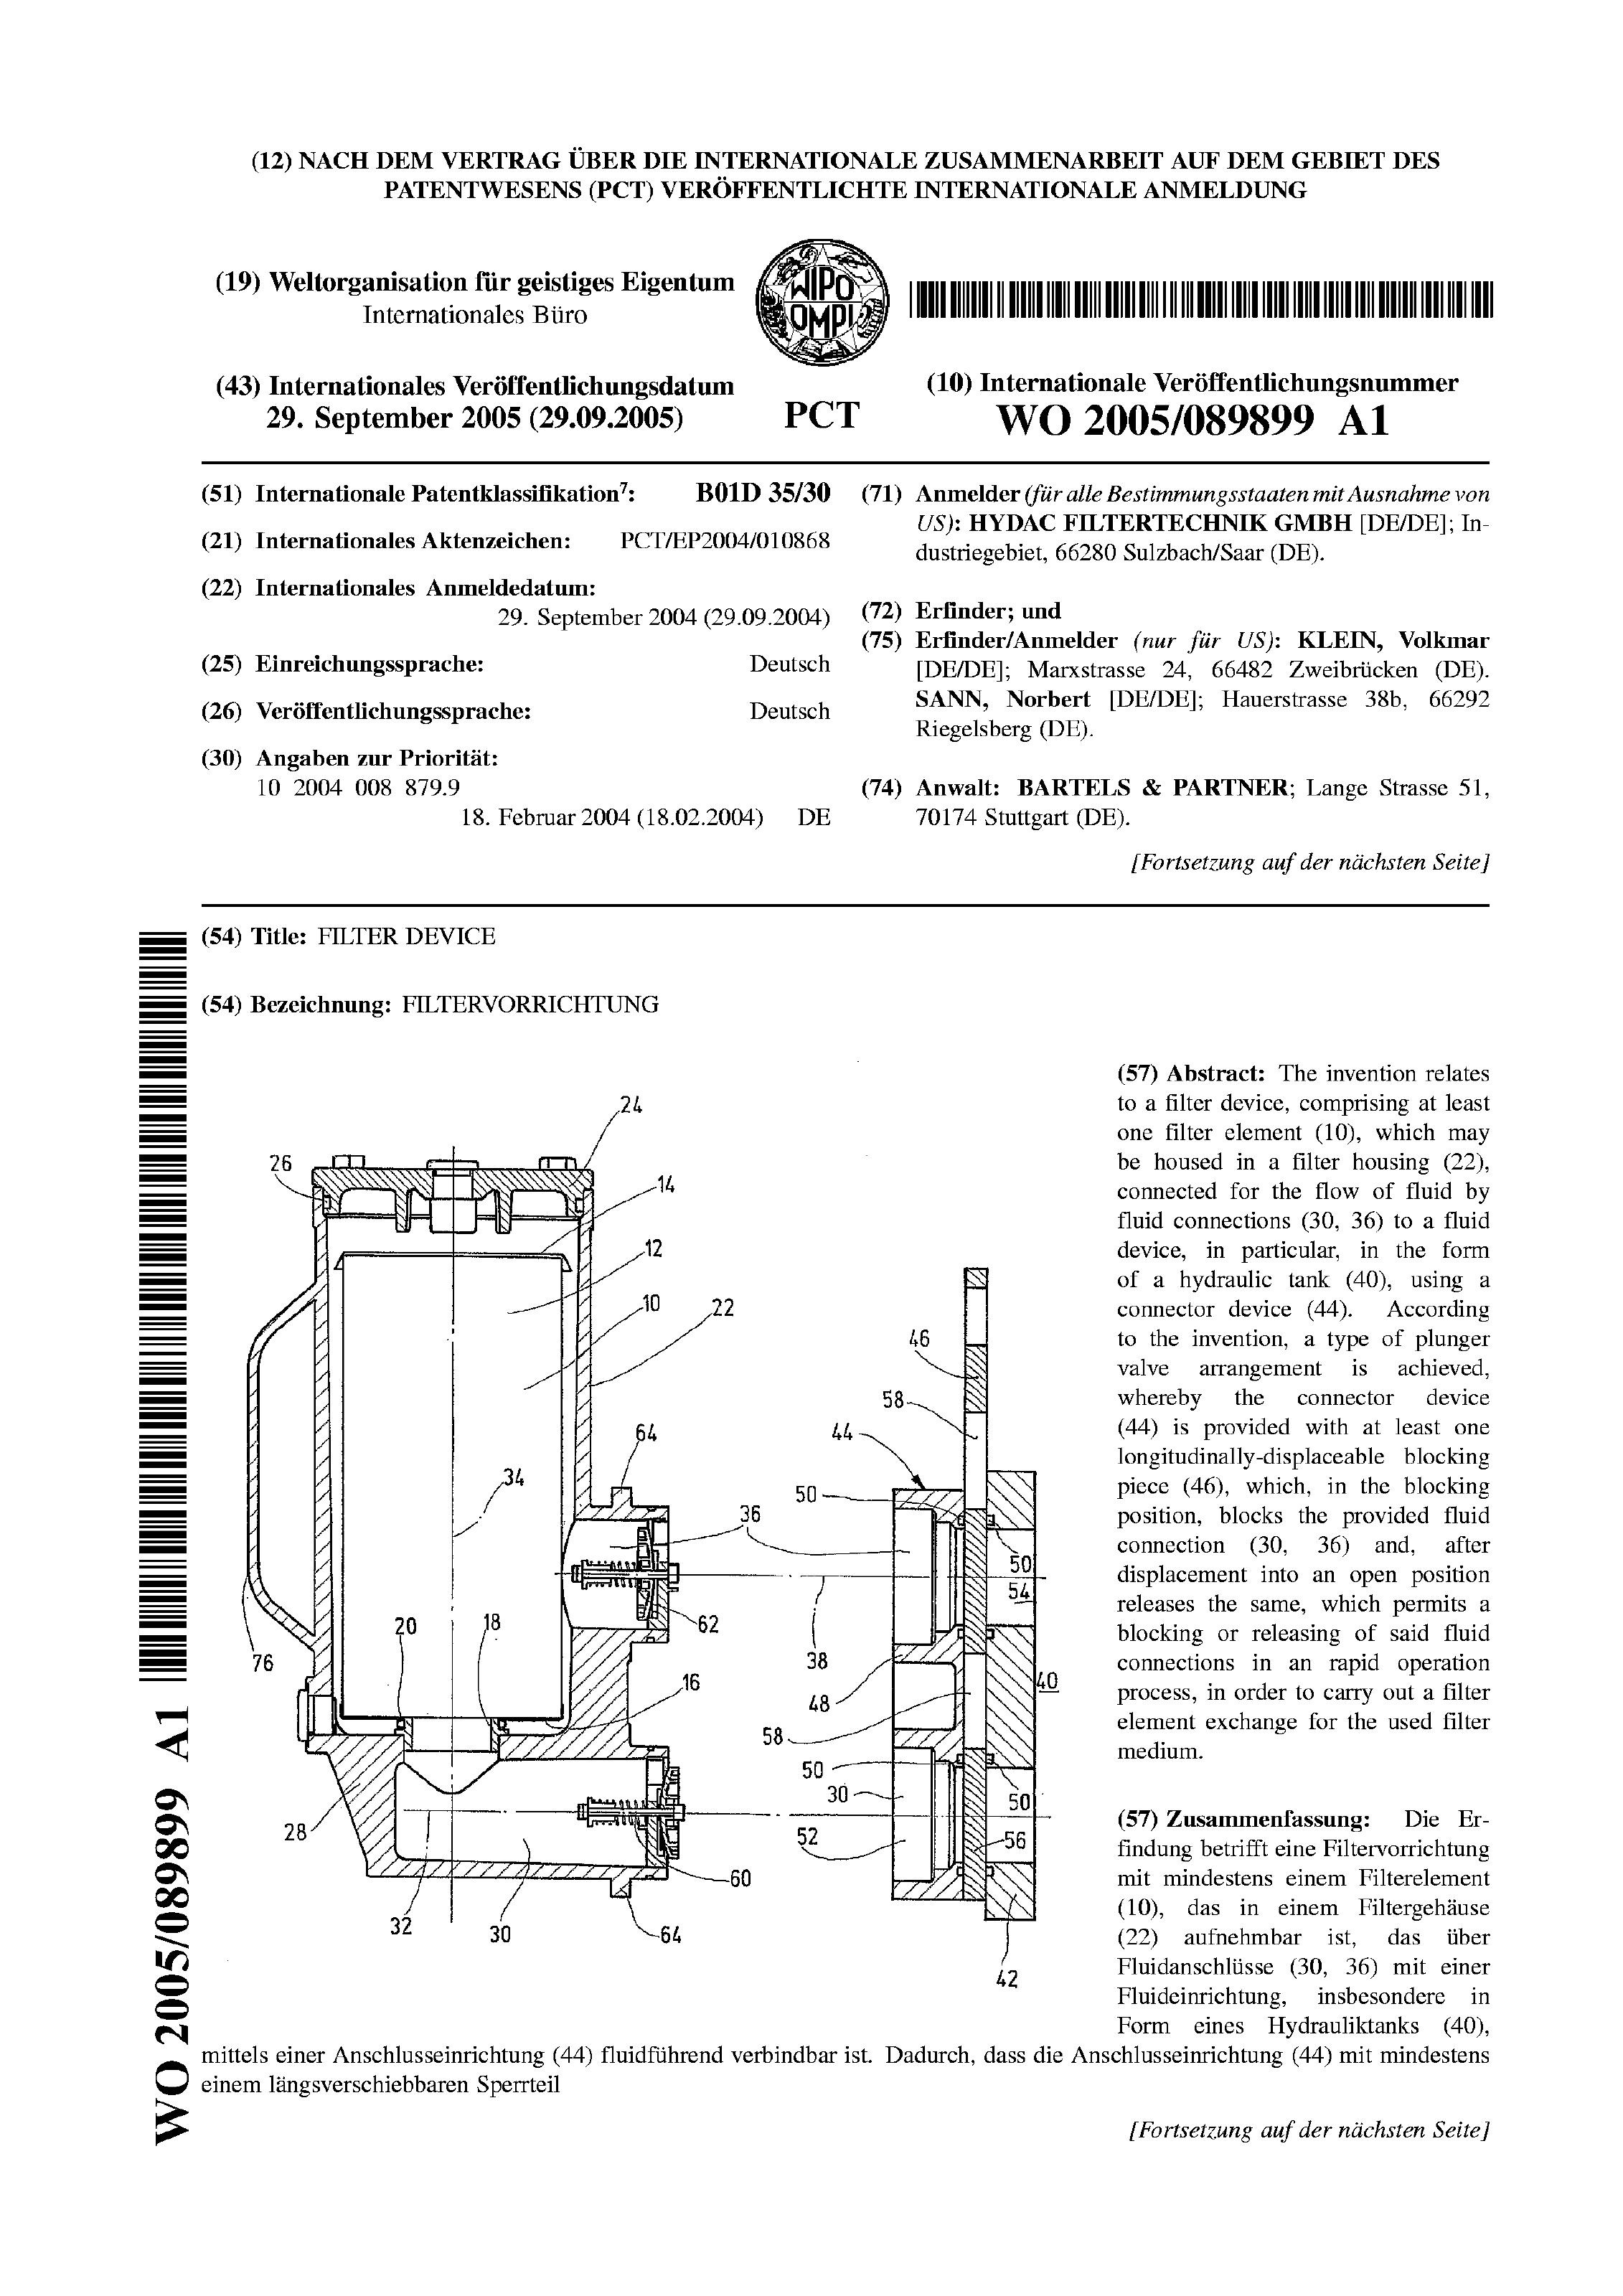 (12) NACH DEM VERTRAG ÜBER DIE INTERNATIONALE ZUSAMMENARBEIT AUF DEM GEBIET DES
PATENTWESENS (PCT) VERÖFFENTLICHTE INTERNATIONALE ANMELDUNG
(19) Weltorganisation für geistiges Eigentum
Internationales Büro
WIPO
OMPI
(43) Internationales Veröffentlichungsdatum
29. September 2005 (29.09.2005)
PCT
(10) Internationale Veröffentlichungsnummer
WO 2005/089899 A1
(51) Internationale Patentklassifikation7: B01D 35/30
(21) Internationales Aktenzeichen: PCT/EP2004/010868
(22) Internationales Anmeldedatum:
29. September 2004 (29.09.2004)
(25) Einreichungssprache: Deutsch
(26) Veröffentlichungssprache: Deutsch
(30) Angaben zur Priorität:
10 2004 008 879.9
18. Februar 2004 (18.02.2004) DE
(71) Anmelder (für alle Bestimmungsstaaten mit Ausnahme von
US): HYDAC FILTERTECHNIK GMBH [DE/DE]; In-
dustriegebiet, 66280 Sulzbach/Saar (DE).
(72) Erfinder; und
(75) Erfinder/Anmelder (nur für US): KLEIN, Volkmar
[DE/DE]; Marxstrasse 24, 66482 Zweibrücken (DE).
SANN, Norbert [DE/DE]; Hauerstrasse 38b, 66292
Riegelsberg (DE).
(74) Anwalt: BARTELS & PARTNER; Lange Strasse 51,
70174 Stuttgart (DE).
[Fortsetzung auf der nächsten Seite]
(54) Title: FILTER DEVICE
(54) Bezeichnung: FILTERVORRICHTUNG
24
26
14
12
10
22
46
58
64
44
34
50
36
50
54
20
18
62
76
38
16
48
40
58
50
30
50
28
52
56
60
32
30
64
42
(57) Abstract: The invention relates
to a filter device, comprising at least
one filter element (10), which may
be housed in a filter housing (22),
connected for the flow of fluid by
fluid connections (30, 36) to a fluid
device, in particular, in the form
of a hydraulic tank (40), using a
connector device (44). According
to the invention, a type of plunger
valve arrangement is achieved,
whereby the connector device
(44) is provided with at least one
longitudinally-displaceable blocking
piece (46), which, in the blocking
position, blocks the provided fluid
connection (30, 36) and, after
displacement into an open position
releases the same, which permits a
blocking or releasing of said fluid
connections in an rapid operation
process, in order to carry out a filter
element exchange for the used filter
medium.
(57) Zusammenfassung: Die Er-
findung betrifft eine Filtervorrichtung
mit mindestens einem Filterelement
(10), das in einem Filtergehäuse
(22) aufnehmbar ist, das über
Fluidanschlüsse (30, 36) mit einer
Fluideinrichtung, insbesondere in
Form eines Hydrauliktanks (40),
mittels einer Anschlusseinrichtung (44) fluidführend verbindbar ist. Dadurch, dass die Anschlusseinrichtung (44) mit mindestens
einem längsverschiebbaren Sperrteil
[Fortsetzung auf der nächsten Seite]
WO 2005/089899 A1